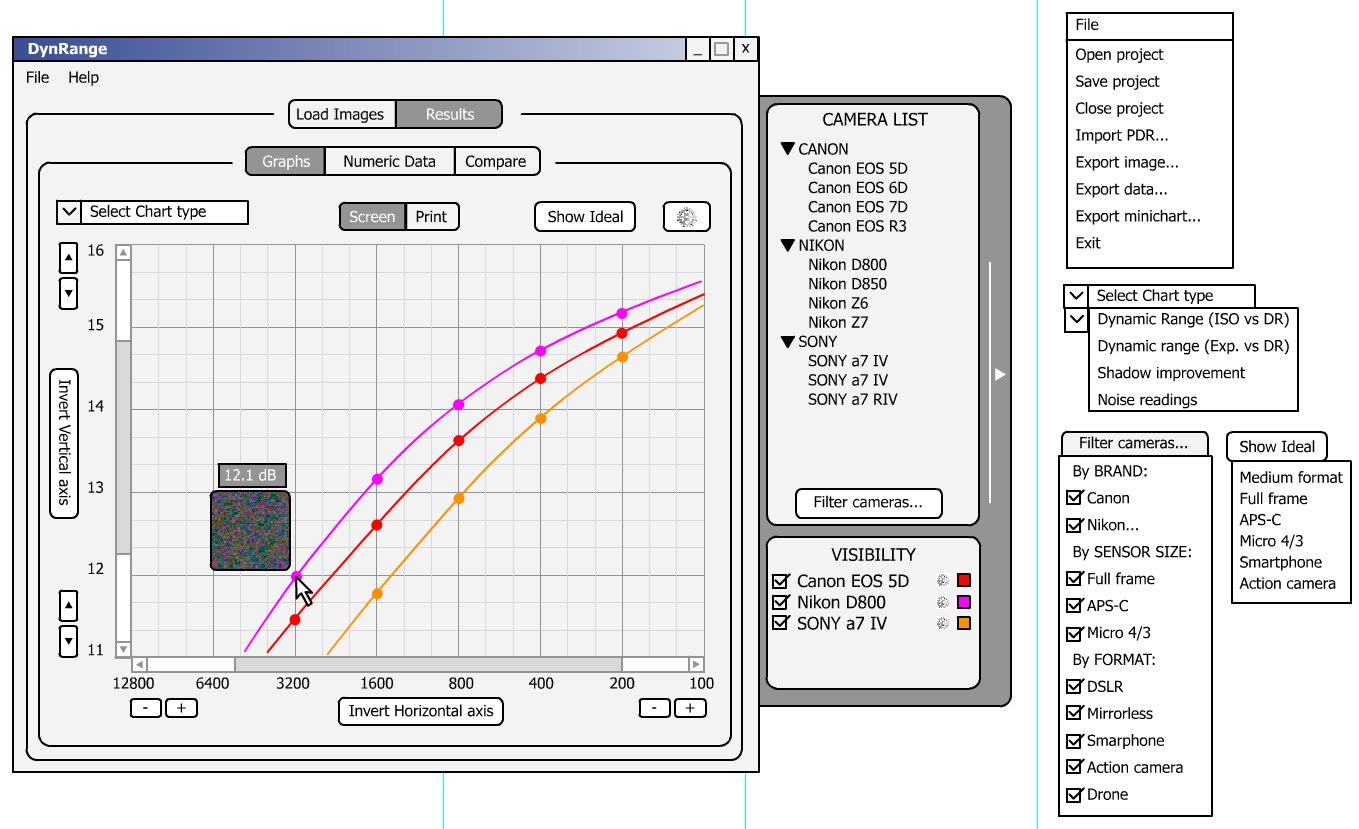 DynRange
_ X
File Help
Load Images Results
Graphs Numeric Data Compare
Select Chart type
Screen Print
Show Ideal
16
15
14
13
12
11
Invert Vertical axis
12.1 dB
12800 6400 3200 1600 800 400 200 100
- +
Invert Horizontal axis
- +
CAMERA LIST
CANON
Canon EOS 5D
Canon EOS 6D
Canon EOS 7D
Canon EOS R3
NIKON
Nikon D800
Nikon D850
Nikon Z6
Nikon Z7
SONY
SONY a7 IV
SONY a7 IV
SONY a7 RIV
Filter cameras...
VISIBILITY
Canon EOS 5D
Nikon D800
SONY a7 IV
File
Open project
Save project
Close project
Import PDR...
Export image...
Export data...
Export minichart...
Exit
Select Chart type
Dynamic Range (ISO vs DR)
Dynamic range (Exp. vs DR)
Shadow improvement
Noise readings
Filter cameras...
By BRAND:
Canon
Nikon...
By SENSOR SIZE:
Full frame
APS-C
Micro 4/3
By FORMAT:
DSLR
Mirrorless
Smarphone
Action camera
Drone
Show Ideal
Medium format
Full frame
APS-C
Micro 4/3
Smartphone
Action camera